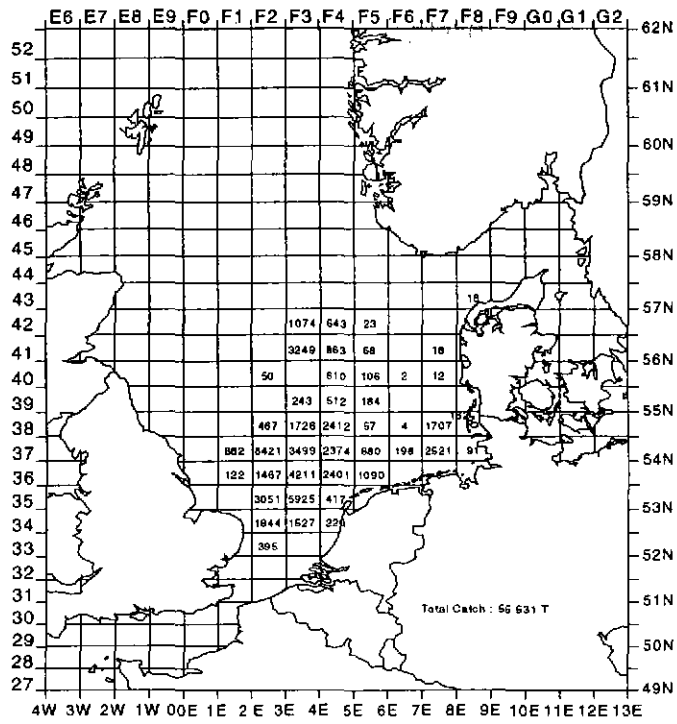 E6 E7 E8 E9 F0 F1 F2 F3 F4 F5 F6 F7 F8 F9 G0 G1 G2
62N
52
51 61N
50
49 60N
48
47 59N
46
45 58N
44
43 18 57N
42 1074 643 23
41 3249 863 68 18 56N
40 50 610 106 2 12
39 243 512 184 55N
38 467 1726 2412 57 4 1707
37 882 3499 2374 680 198 2521 91 54N
36 122 1467 4211 2401 1090
35 3051 5925 417 53N
34 1844 1527
33 395 52N
32
31 Total Catch : 56 631 T 51N
30
29 50N
28
27 49N
4W 3W 2W 1W 00E 1E 2E 3E 4E 5E 6E 7E 8E 9E 10E 11E 12E 13E